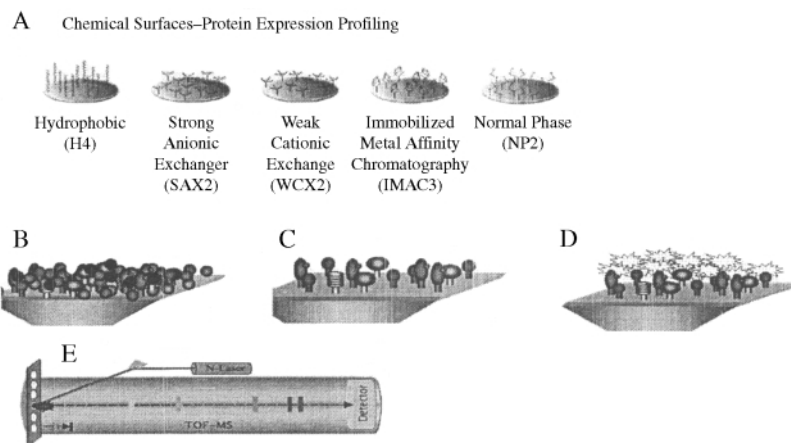 A
Chemical Surfaces–Protein Expression Profiling
Hydrophobic
(H4)
Strong
Anionic
Exchanger
(SAX2)
Weak
Cationic
Exchange
(WCX2)
Immobilized
Metal Affinity
Chromatography
(IMAC3)
Normal Phase
(NP2)
B
C
D
E
N-Laser
TOF-MS
Detector